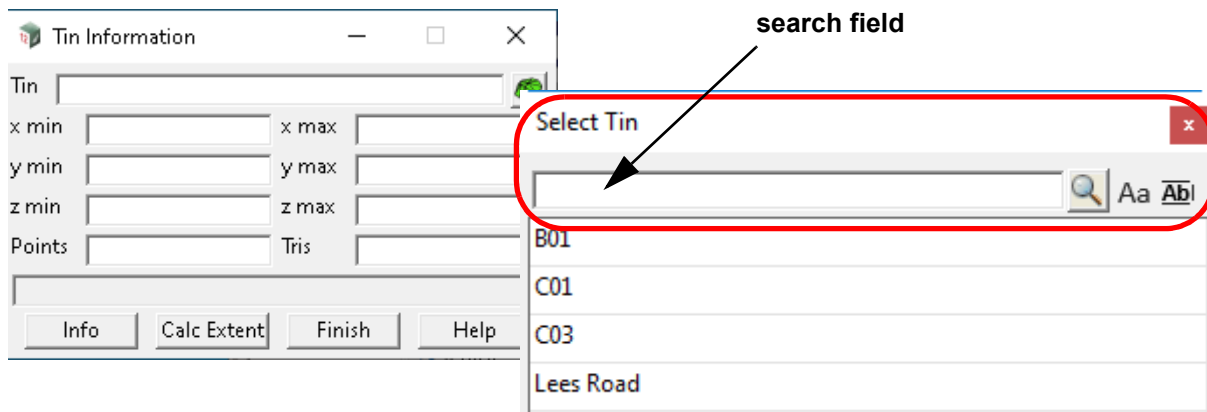 Tin Information
search field
Tin
x min
x max
y min
y max
z min
z max
Points
Tris
Info
Calc Extent
Finish
Help
Select Tin
x
Aa
Abl
B01
C01
C03
Lees Road